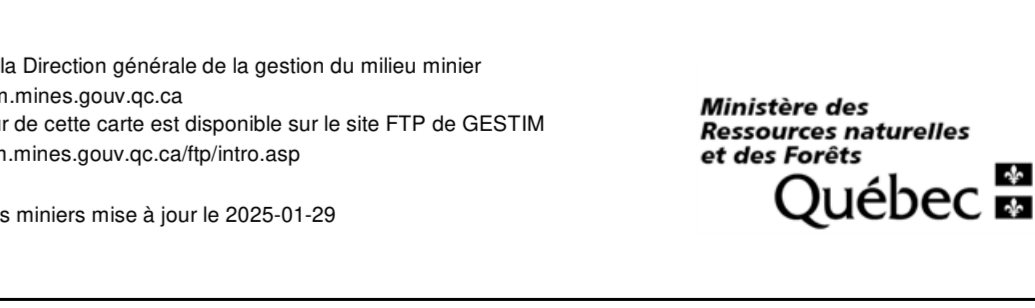 la Direction générale de la gestion du milieu minier
.mines.gouv.qc.ca
de cette carte est disponible sur le site FTP de GESTIM
.mines.gouv.qc.ca/ftp/intro.asp
miniers mise à jour le 2025-01-29
Ministère des
Ressources naturelles
et des Forêts
Québec